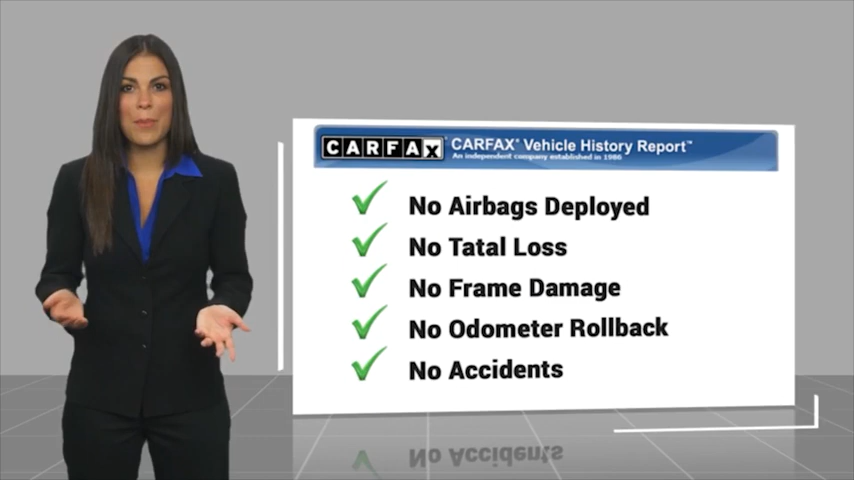 CARFAX CARFAX® Vehicle History Report™
An independent company established in 1986
No Airbags Deployed
No Tatal Loss
No Frame Damage
No Odometer Rollback
No Accidents
No Accidents